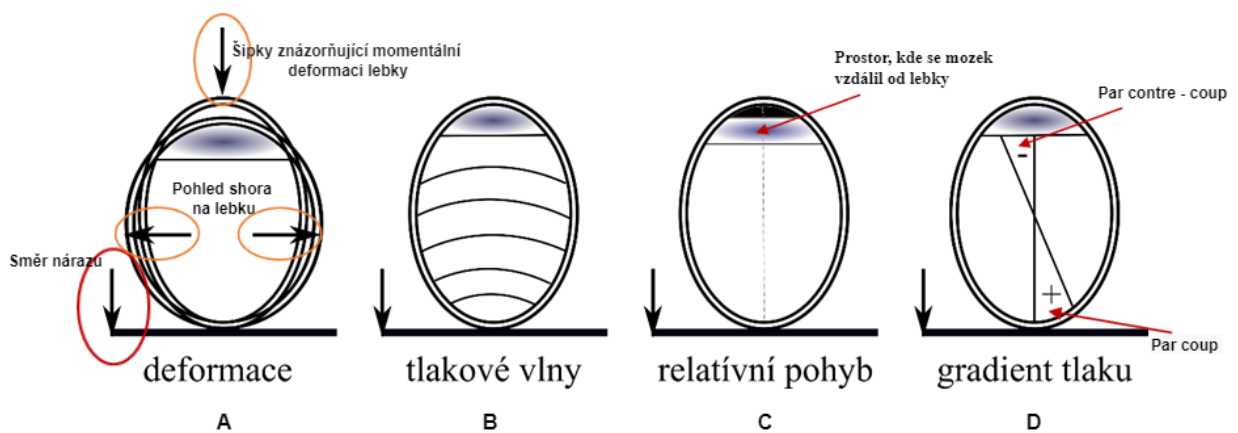 Šipky znázorňující momentální
deformaci lebky
Pohled shora
na lebku
Směr nárazu
deformace
A
tlakové vlny
B
Prostor, kde se mozek
vzdálil od lebky
relatívní pohyb
C
Par contre - coup
-
+
Par coup
gradient tlaku
D